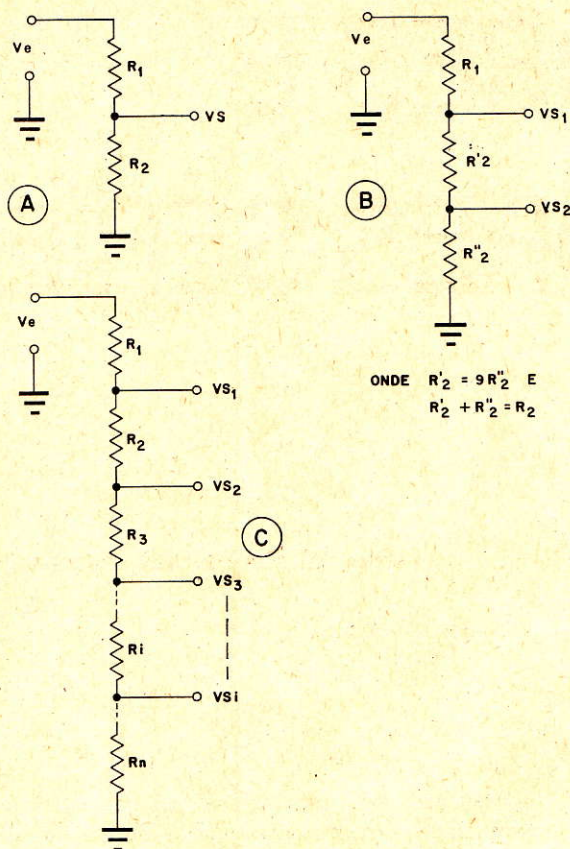 Ve
R1
VS
R2
A
Ve
R1
VS1
R'2
VS2
R"2
B
ONDE R'2 = 9R"2 E
R'2 + R"2 = R2
Ve
R1
VS1
R2
VS2
R3
C
VS3
Ri
VSi
Rn